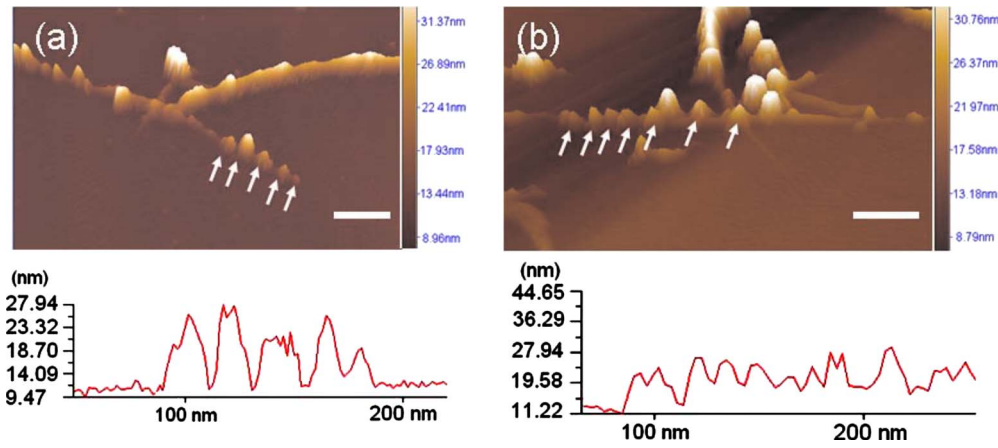 (a)
31.37nm
26.89nm
22.41nm
17.93nm
13.44nm
8.96nm
(b)
30.76nm
26.37nm
21.97nm
17.58nm
13.18nm
8.79nm
(nm)
27.94
23.32
18.70
14.09
9.47
100 nm
200 nm
(nm)
44.65
36.29
27.94
19.58
11.22
100 nm
200 nm